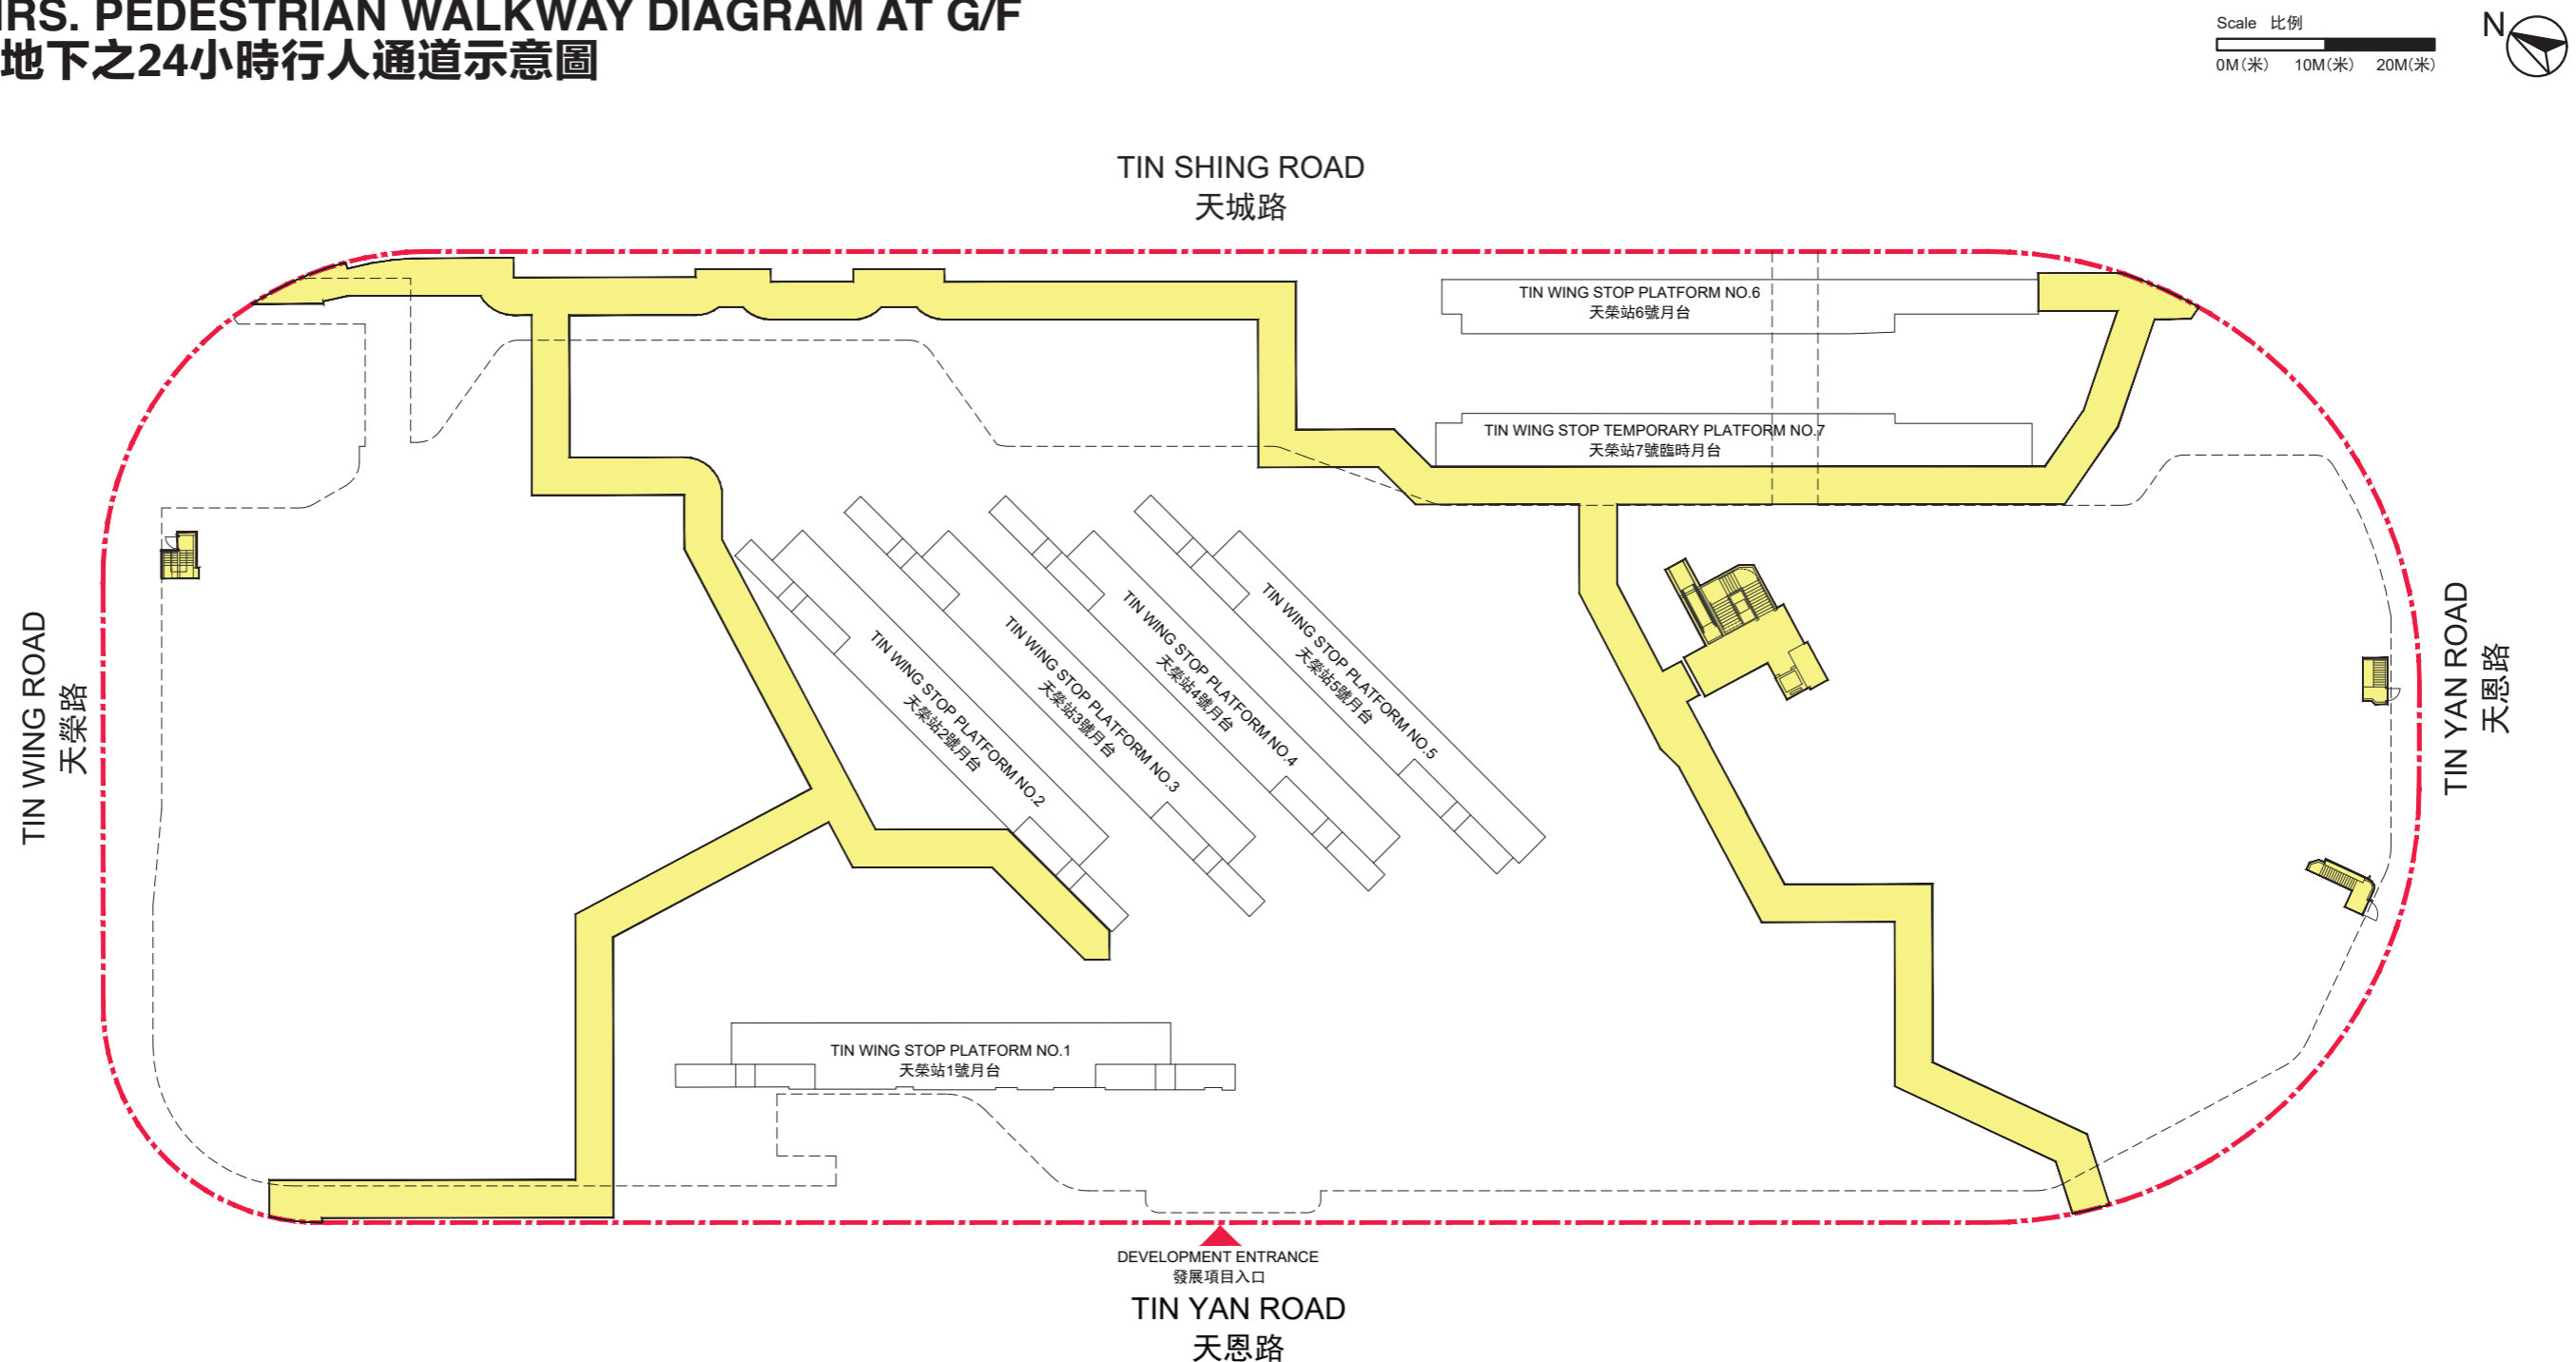 HRS. PEDESTRIAN WALKWAY DIAGRAM AT G/F
地下之24小時行人通道示意圖
Scale 比例
0M(米) 10M(米) 20M(米)
N
TIN SHING ROAD
天城路
TIN WING STOP PLATFORM NO.6
天榮站6號月台
TIN WING STOP TEMPORARY PLATFORM NO.7
天榮站7號臨時月台
TIN WING ROAD
天榮路
TIN WING STOP PLATFORM NO.2
天榮站2號月台
TIN WING STOP PLATFORM NO.3
天榮站3號月台
TIN WING STOP PLATFORM NO.4
天榮站4號月台
TIN WING STOP PLATFORM NO.5
天榮站5號月台
TIN YAN ROAD
天恩路
TIN WING STOP PLATFORM NO.1
天榮站1號月台
DEVELOPMENT ENTRANCE
發展項目入口
TIN YAN ROAD
天恩路